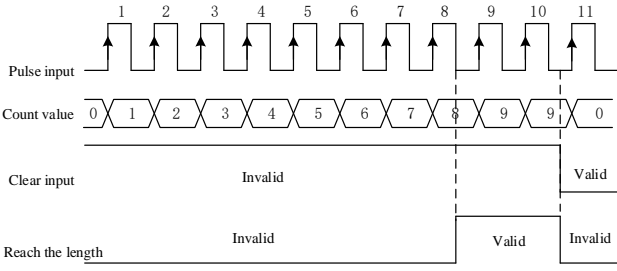 1 2 3 4 5 6 7 8 9 10 11
Pulse input
Count value 0 1 2 3 4 5 6 7 8 9 9 0
Clear input Invalid Valid
Reach the length Invalid Valid Invalid